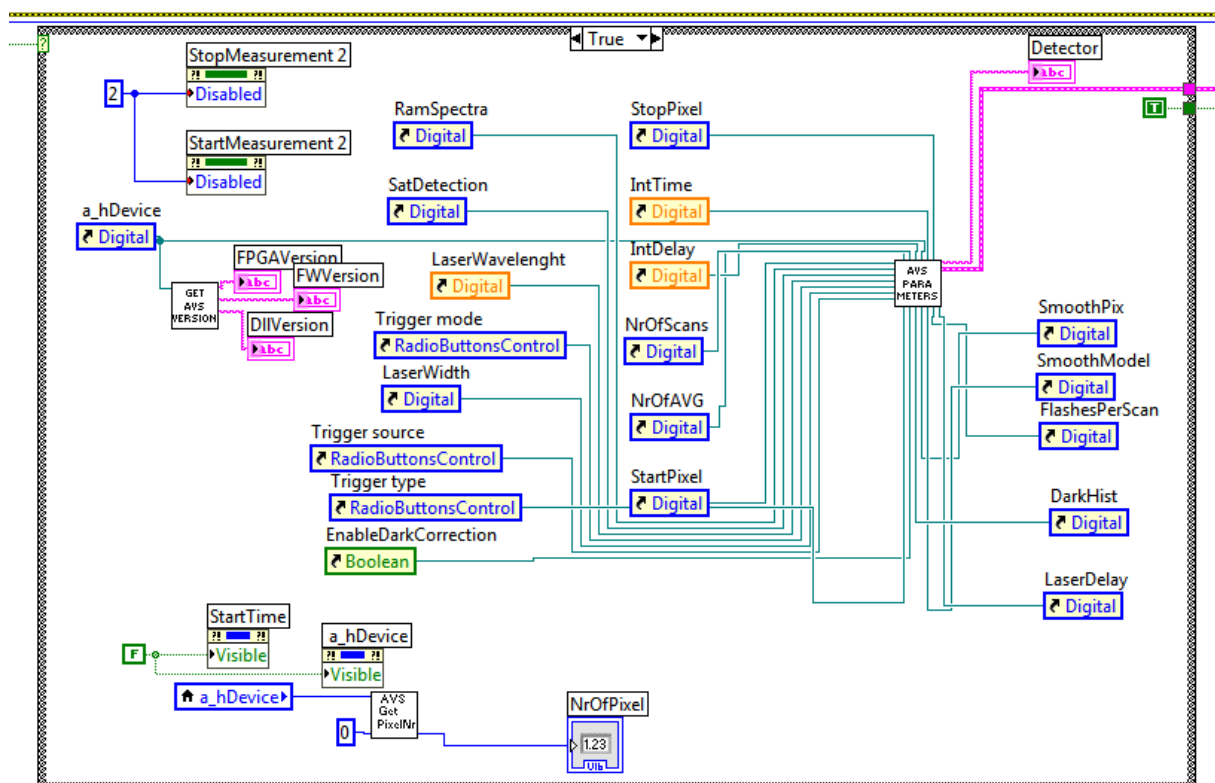 True
StopMeasurement 2
Disabled
2
StartMeasurement 2
Disabled
a_hDevice
Digital
FPGAVersion
abc
FWVersion
abc
DllVersion
abc
GET
AVS
VERSION
RamSpectra
Digital
SatDetection
Digital
LaserWavelenght
Digital
Trigger mode
RadioButtonsControl
LaserWidth
Digital
Trigger source
RadioButtonsControl
Trigger type
RadioButtonsControl
EnableDarkCorrection
Boolean
StopPixel
Digital
IntTime
Digital
IntDelay
Digital
NrOfScans
Digital
NrOfAVG
Digital
StartPixel
Digital
AVS
PARA
METERS
Detector
abc
T
SmoothPix
Digital
SmoothModel
Digital
FlashesPerScan
Digital
DarkHist
Digital
LaserDelay
Digital
StartTime
Visible
F
a_hDevice
Visible
a_hDevice
AVS
Get
PixelNr
0
NrOfPixel
1.23
U16